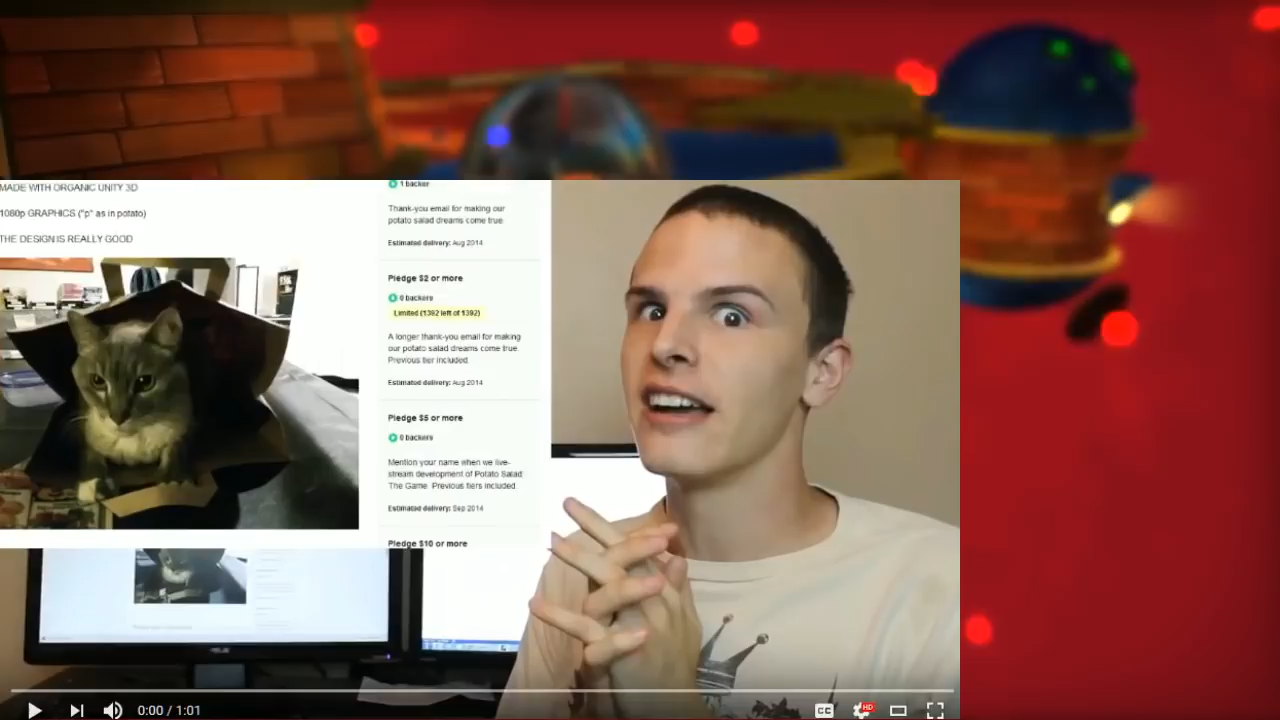 MADE WITH ORGANIC UNITY 3D
1080p GRAPHICS ("p" as in potato)
THE DESIGN IS REALLY GOOD
1 backer
Thank-you email for making our
potato salad dreams come true.
Estimated delivery: Aug 2014
Pledge $2 or more
0 backers
Limited (1392 left of 1392)
A longer thank-you email for making
our potato salad dreams come true.
Previous tier included.
Estimated delivery: Aug 2014
Pledge $5 or more
0 backers
Mention your name when we live-
stream development of Potato Salad:
The Game. Previous tiers included.
Estimated delivery: Sep 2014
Pledge $10 or more
ASUS
0:00 / 1:01
CC
HD